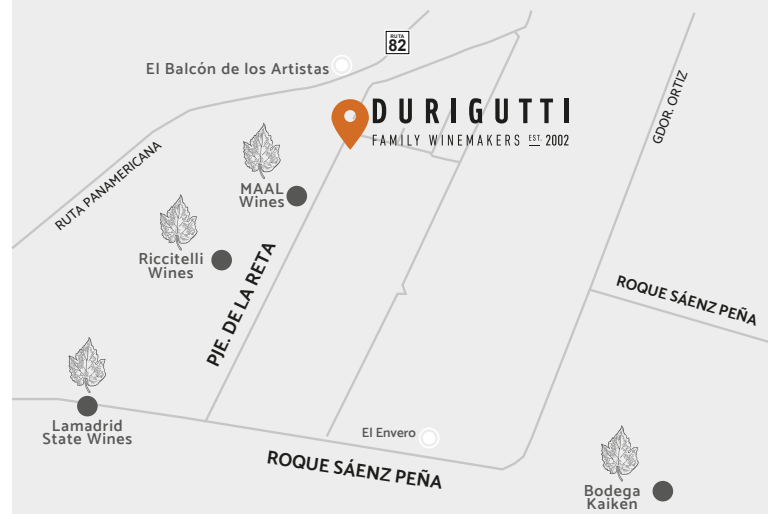 RUTA
82
El Balcón de los Artistas
DURIGUTTI
FAMILY WINEMAKERS EST. 2002
GDOR. ORTIZ
RUTA PANAMERICANA
MAAL
Wines
Riccitelli
Wines
PJE. DE LA RETA
ROQUE SÁENZ PEÑA
Lamadrid
State Wines
El Envero
ROQUE SÁENZ PEÑA
Bodega
Kaiken